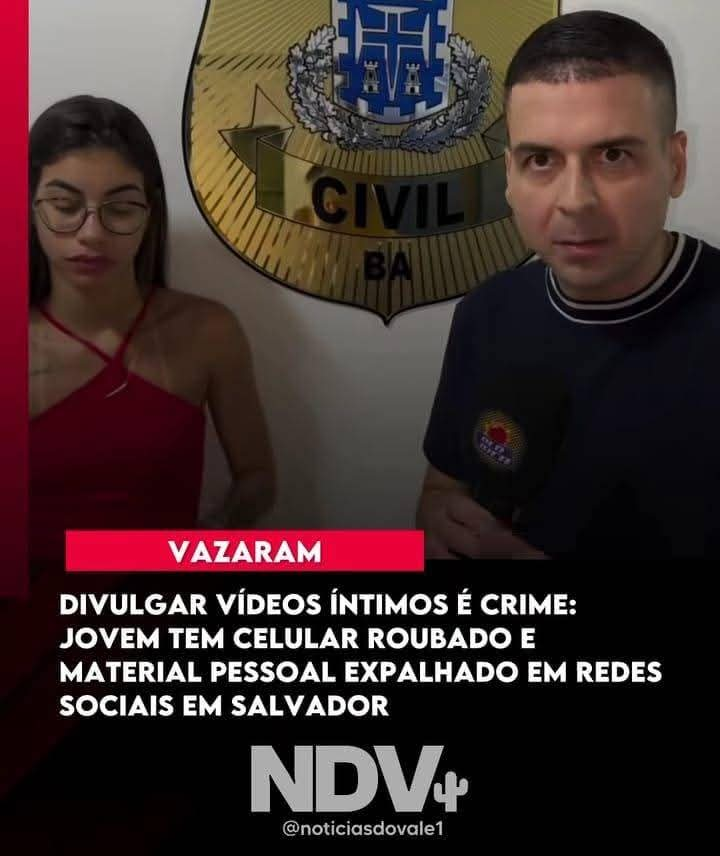 CIVIL
BA
VAZARAM
DIVULGAR VÍDEOS ÍNTIMOS É CRIME:
JOVEM TEM CELULAR ROUBADO E
MATERIAL PESSOAL EXPALHADO EM REDES
SOCIAIS EM SALVADOR
NDV
@noticiasdovale1